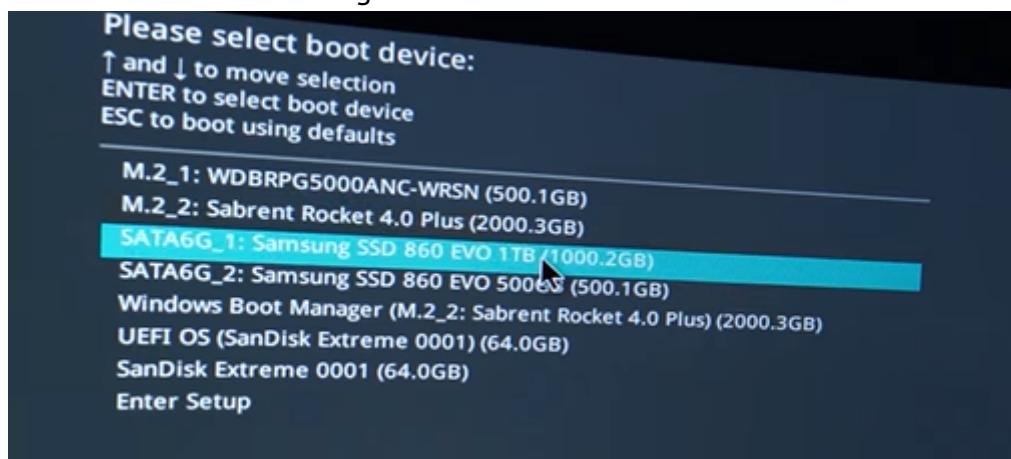 Please select boot device:
↑ and ↓ to move selection
ENTER to select boot device
ESC to boot using defaults
M.2_1: WDBRPG5000ANC-WRSN (500.1GB)
M.2_2: Sabrent Rocket 4.0 Plus (2000.3GB)
SATA6G_1: Samsung SSD 860 EVO 1TB (1000.2GB)
SATA6G_2: Samsung SSD 860 EVO 500GB (500.1GB)
Windows Boot Manager (M.2_2: Sabrent Rocket 4.0 Plus) (2000.3GB)
UEFI OS (SanDisk Extreme 0001) (64.0GB)
SanDisk Extreme 0001 (64.0GB)
Enter Setup